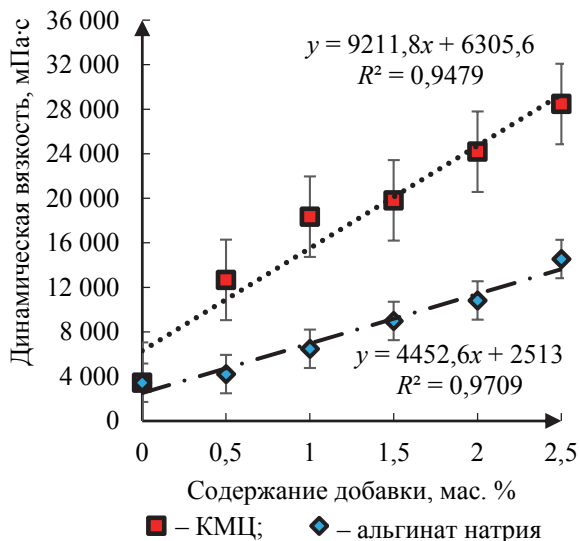 Динамическая вязкость, мПа·с
36 000
32 000
28 000
24 000
20 000
16 000
12 000
8 000
4 000
0
y = 9211,8x + 6305,6
R² = 0,9479
y = 4452,6x + 2513
R² = 0,9709
0 0,5 1 1,5 2 2,5
Содержание добавки, мас. %
– КМЦ; – альгинат натрия